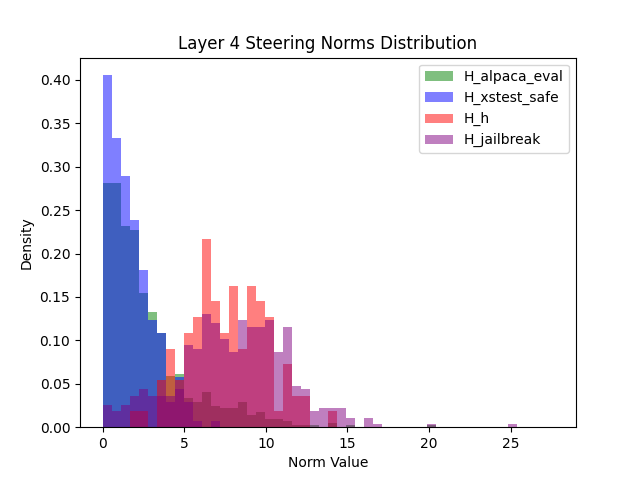 Layer 4 Steering Norms Distribution
H_alpaca_eval
H_xstest_safe
H_h
H_jailbreak
Density
0.40
0.35
0.30
0.25
0.20
0.15
0.10
0.05
0.00
0 5 10 15 20 25
Norm Value